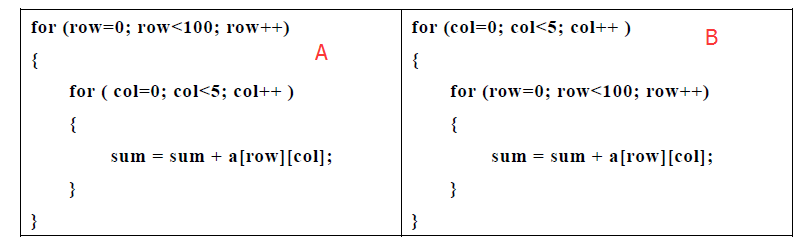 for (row=0; row<100; row++)
{
for ( col=0; col<5; col++ )
{
sum = sum + a[row][col];
}
}
A
for (col=0; col<5; col++ )
{
for (row=0; row<100; row++)
{
sum = sum + a[row][col];
}
}
B